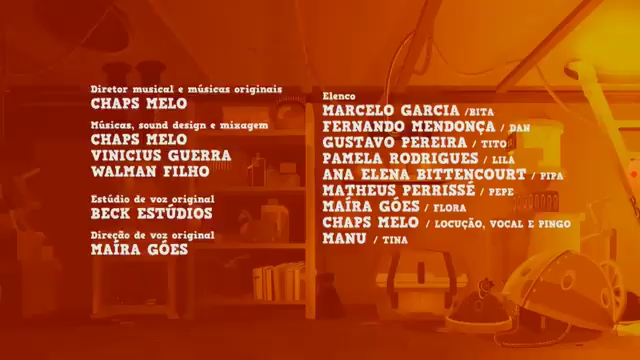 Diretor musical e músicas originais
CHAPS MELO
Músicas, sound design e mixagem
CHAPS MELO
VINICIUS GUERRA
WALMAN FILHO
Estúdio de voz original
BECK ESTÚDIOS
Direção de voz original
MAÍRA GÓES
Elenco
MARCELO GARCIA /BITA
FERNANDO MENDONÇA / DAN
GUSTAVO PEREIRA / TITO
PAMELA RODRIGUES / LILA
ANA ELENA BITTENCOURT / PIPA
MATHEUS PERRISSÉ / PEPE
MAÍRA GÓES / FLORA
CHAPS MELO / LOCUÇÃO, VOCAL E PINGO
MANU / TINA